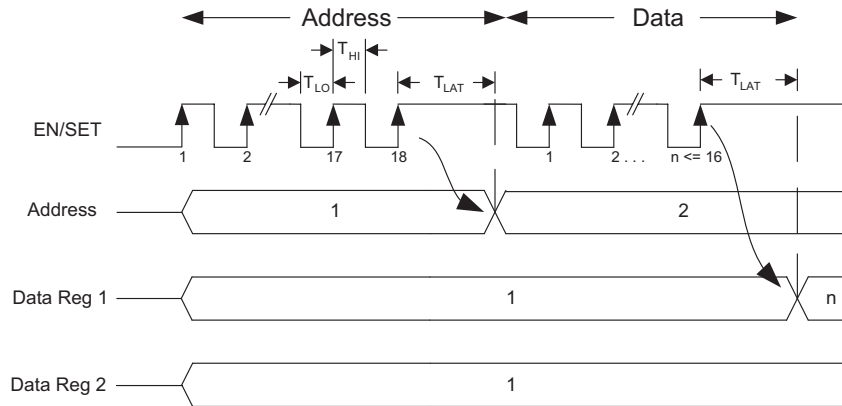 Address Data
T_HI
T_LO T_LAT T_LAT
EN/SET
1 2 17 18 1 2 . . . n <= 16
Address 1 2
Data Reg 1 1 n
Data Reg 2 1